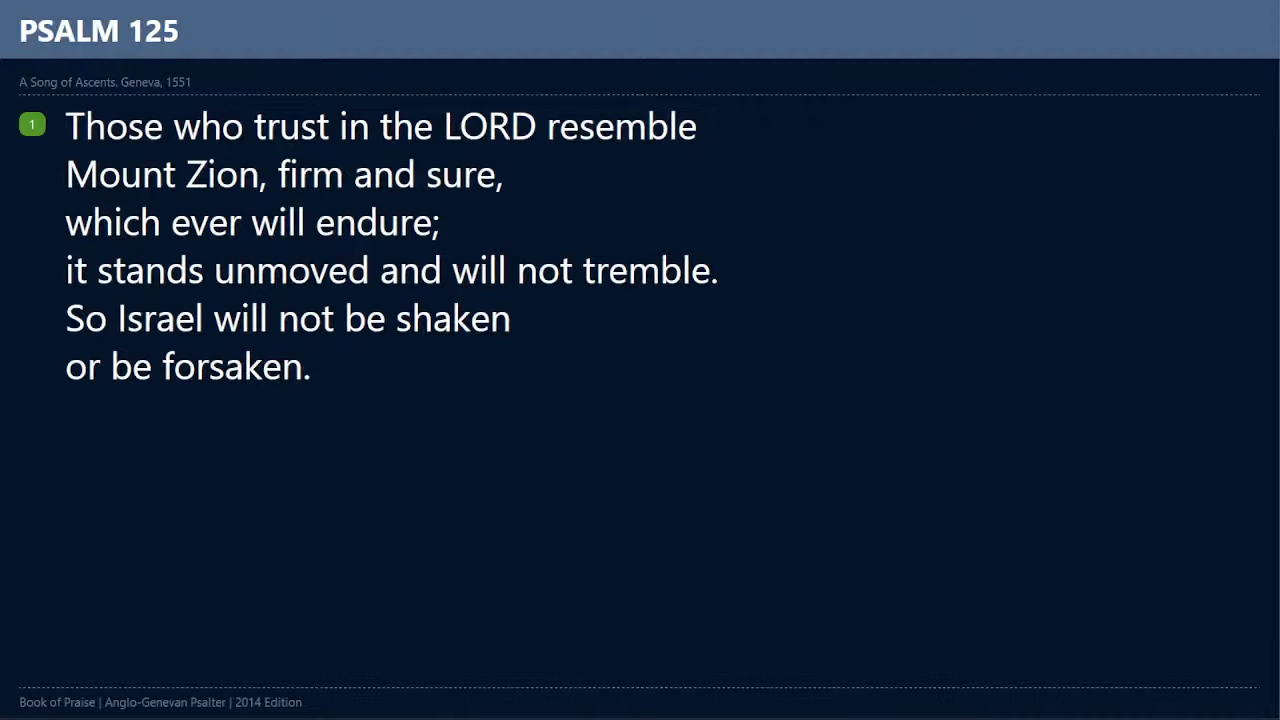 PSALM 125
A Song of Ascents. Geneva, 1551
1 Those who trust in the LORD resemble
Mount Zion, firm and sure,
which ever will endure;
it stands unmoved and will not tremble.
So Israel will not be shaken
or be forsaken.
Book of Praise | Anglo-Genevan Psalter | 2014 Edition